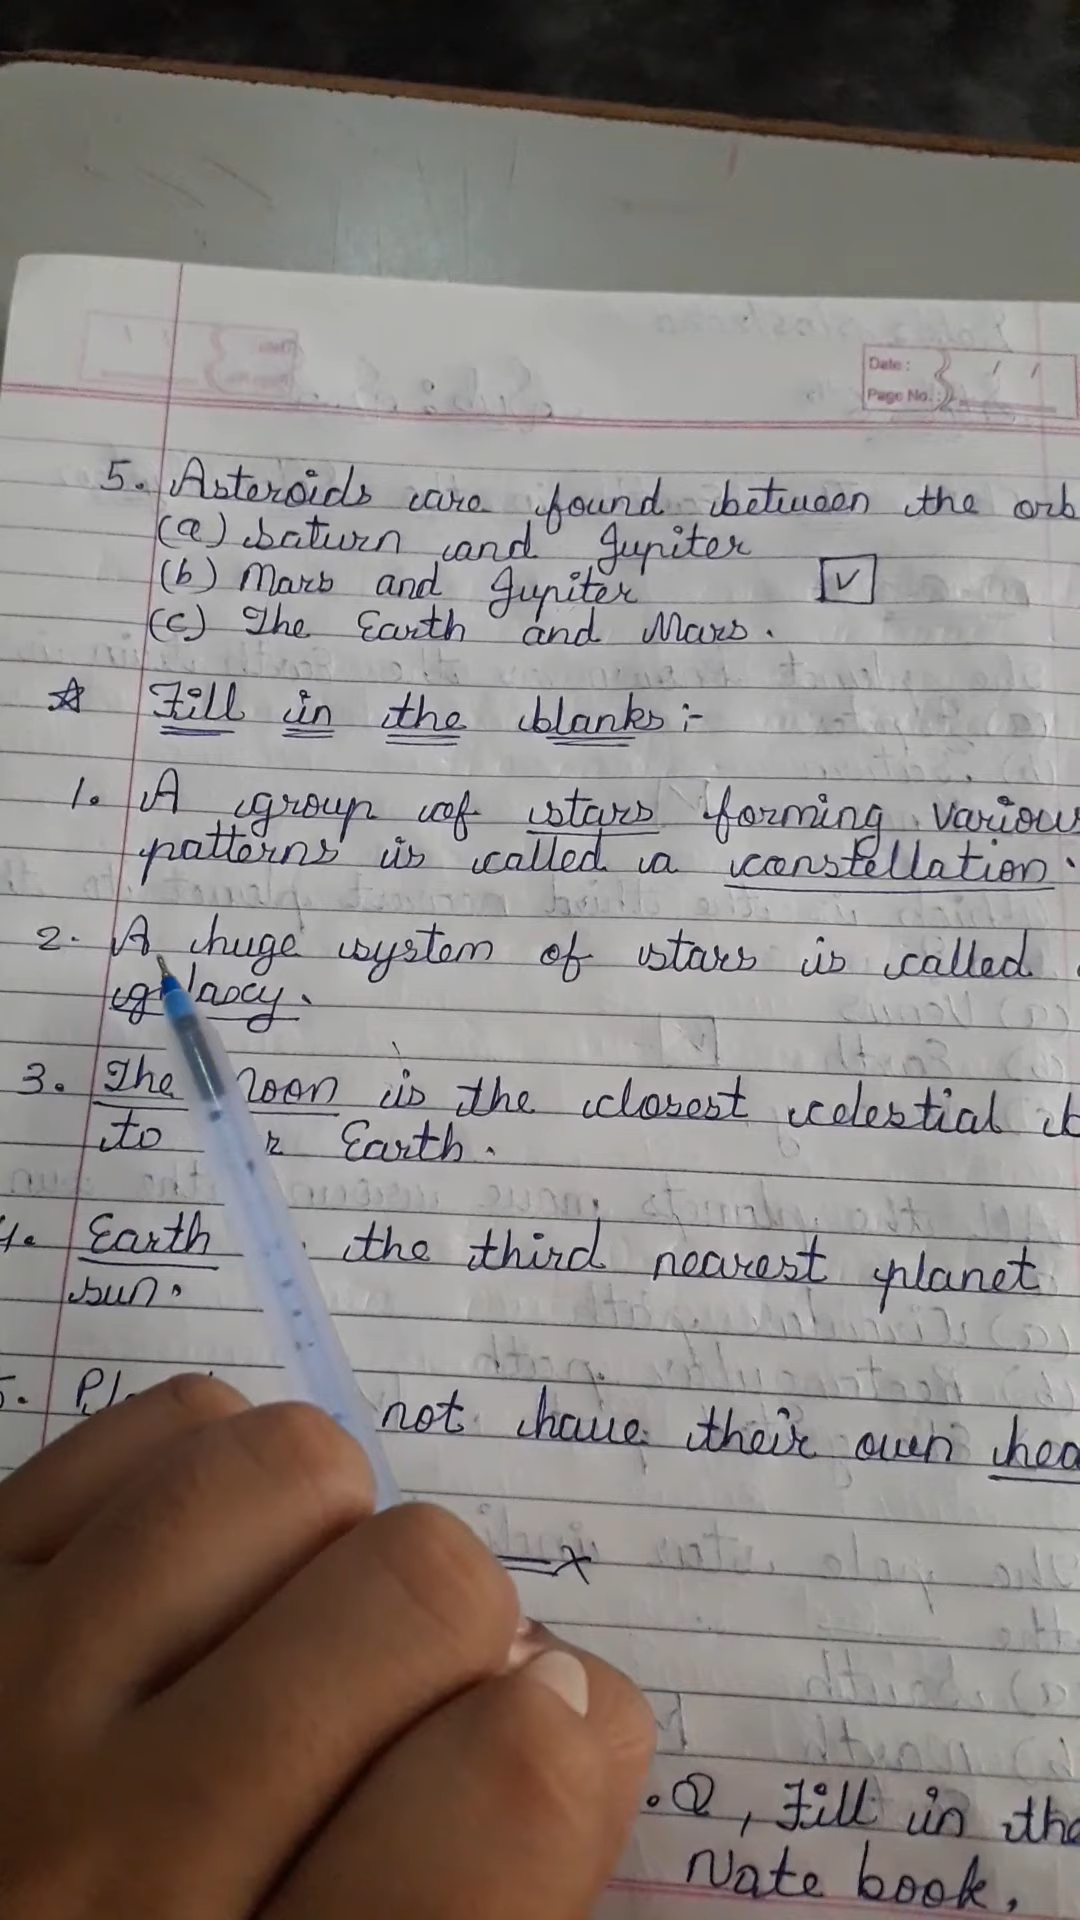 Date :
Page No. :
5. Asteroids are found between the orb
(a) Saturn and Jupiter
(b) Mars and Jupiter
(c) The Earth and Mars.
Fill in the blanks :-
1. A group of stars forming various
patterns is called a constellation.
2. A huge system of stars is called
galaxy.
3. The Moon is the closest celestial
to Earth.
4. Earth the third nearest planet
sun.
5. not have their own hea
Q, Fill in the
Note book.